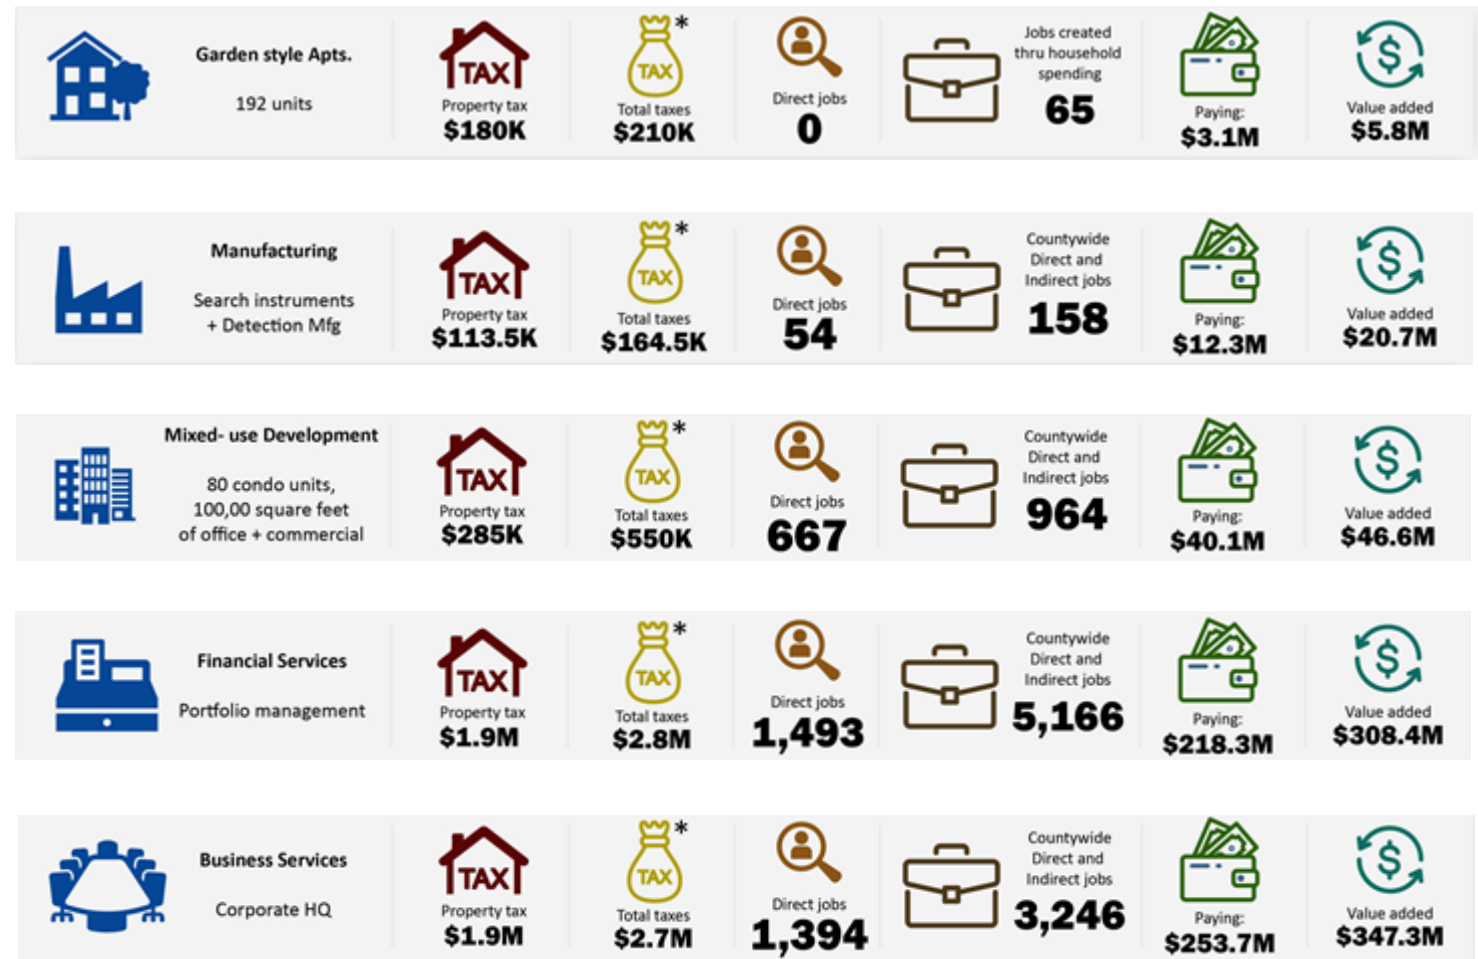 Garden style Apts.
192 units
TAX
Property tax
$180K
*
TAX
Total taxes
$210K
Direct jobs
0
Jobs created
thru household
spending
65
Paying:
$3.1M
$
Value added
$5.8M
Manufacturing
Search instruments
+ Detection Mfg
TAX
Property tax
$113.5K
*
TAX
Total taxes
$164.5K
Direct jobs
54
Countywide
Direct and
Indirect jobs
158
Paying:
$12.3M
$
Value added
$20.7M
Mixed- use Development
80 condo units,
100,00 square feet
of office + commercial
TAX
Property tax
$285K
*
TAX
Total taxes
$550K
Direct jobs
667
Countywide
Direct and
Indirect jobs
964
Paying:
$40.1M
$
Value added
$46.6M
Financial Services
Portfolio management
TAX
Property tax
$1.9M
*
TAX
Total taxes
$2.8M
Direct jobs
1,493
Countywide
Direct and
Indirect jobs
5,166
Paying:
$218.3M
$
Value added
$308.4M
Business Services
Corporate HQ
TAX
Property tax
$1.9M
*
TAX
Total taxes
$2.7M
Direct jobs
1,394
Countywide
Direct and
Indirect jobs
3,246
Paying:
$253.7M
$
Value added
$347.3M